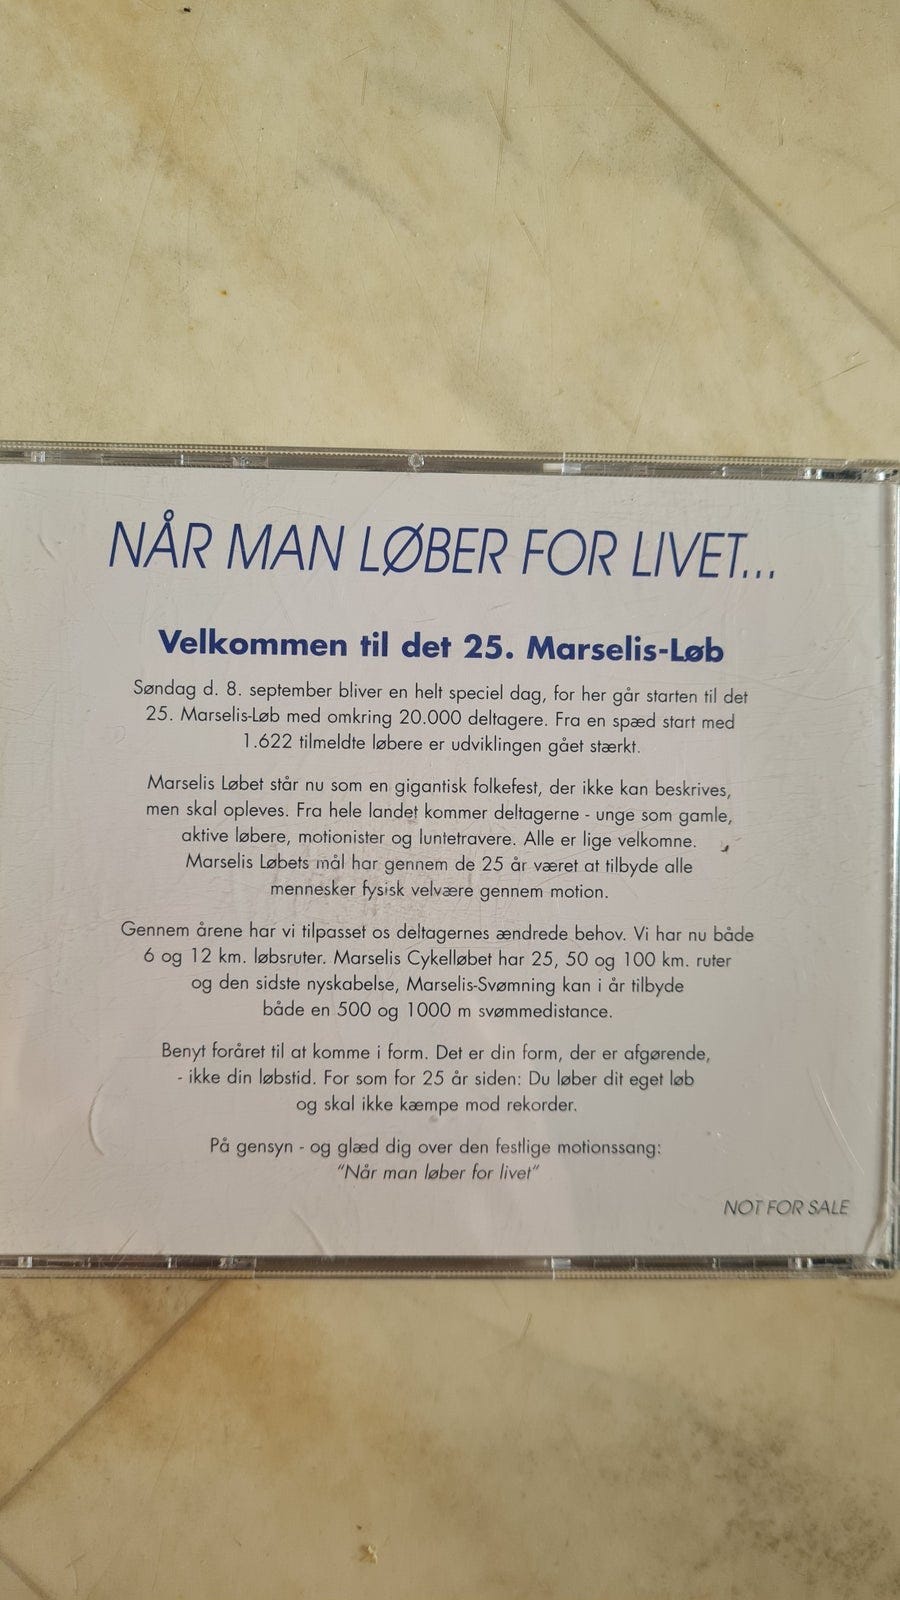 NÅR MAN LØBER FOR LIVET...
Velkommen til det 25. Marselis-Løb
Søndag d. 8. september bliver en helt speciel dag, for her går starten til det
25. Marselis-Løb med omkring 20.000 deltagere. Fra en spæd start med
1.622 tilmeldte løbere er udviklingen gået stærkt.
Marselis Løbet står nu som en gigantisk folkefest, der ikke kan beskrives,
men skal opleves. Fra hele landet kommer deltagerne - unge som gamle,
aktive løbere, motionister og luntetravere. Alle er lige velkomne.
Marselis Løbets mål har gennem de 25 år været at tilbyde alle
mennesker fysisk velvære gennem motion.
Gennem årene har vi tilpasset os deltagernes ændrede behov. Vi har nu både
6 og 12 km. løbsruter. Marselis Cykelløbet har 25, 50 og 100 km. ruter
og den sidste nyskabelse, Marselis-Svømning kan i år tilbyde
både en 500 og 1000 m svømmedistance.
Benyt foråret til at komme i form. Det er din form, der er afgørende,
- ikke din løbstid. For som for 25 år siden: Du løber dit eget løb
og skal ikke kæmpe mod rekorder.
På gensyn - og glæd dig over den festlige motionssang:
"Når man løber for livet"
NOT FOR SALE